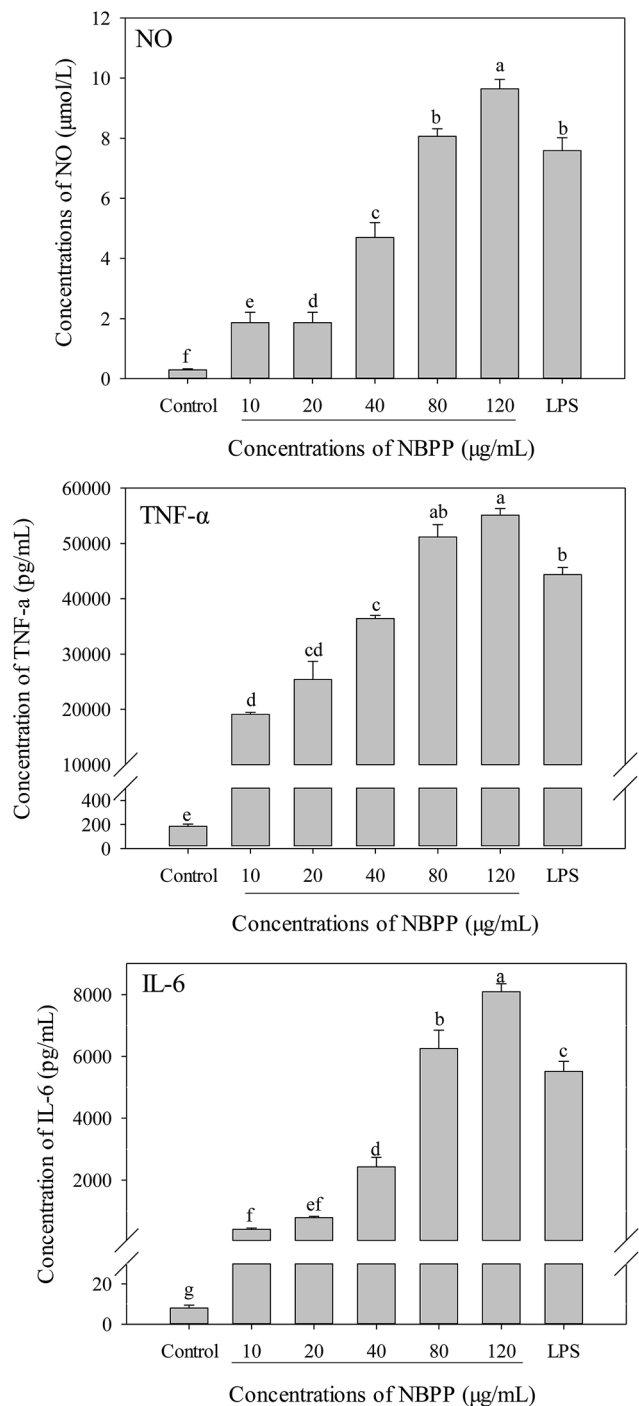 NO
Concentrations of NO (μmol/L)
12
10
8
6
4
2
0
f
e
d
c
b
a
b
Control 10 20 40 80 120 LPS
Concentrations of NBPP (μg/mL)
TNF-α
Concentration of TNF-a (pg/mL)
60000
50000
40000
30000
20000
10000
400
200
0
e
d
cd
c
ab
a
b
Control 10 20 40 80 120 LPS
Concentrations of NBPP (μg/mL)
IL-6
Concentration of IL-6 (pg/mL)
8000
6000
4000
2000
20
0
g
f
ef
d
b
a
c
Control 10 20 40 80 120 LPS
Concentrations of NBPP (μg/mL)